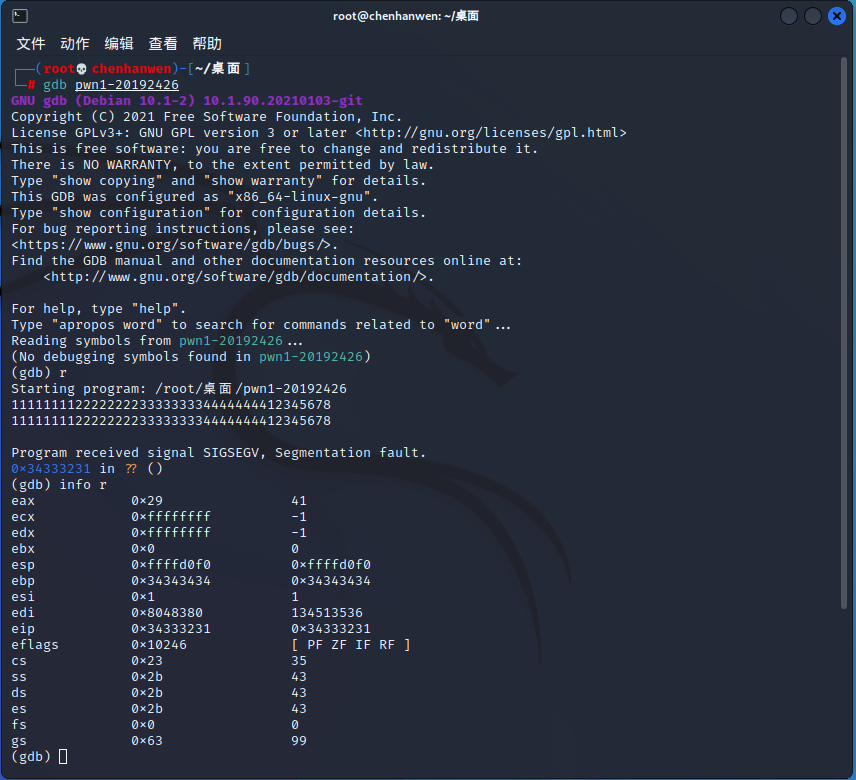 root@chenhanwen: ~/桌面
文件 动作 编辑 查看 帮助
┌──(root💀chenhanwen)-[~/桌面]
└─# gdb pwn1-20192426
GNU gdb (Debian 10.1-2) 10.1.90.20210103-git
Copyright (C) 2021 Free Software Foundation, Inc.
License GPLv3+: GNU GPL version 3 or later <http://gnu.org/licenses/gpl.html>
This is free software: you are free to change and redistribute it.
There is NO WARRANTY, to the extent permitted by law.
Type "show copying" and "show warranty" for details.
This GDB was configured as "x86_64-linux-gnu".
Type "show configuration" for configuration details.
For bug reporting instructions, please see:
<https://www.gnu.org/software/gdb/bugs/>.
Find the GDB manual and other documentation resources online at:
    <http://www.gnu.org/software/gdb/documentation/>.

For help, type "help".
Type "apropos word" to search for commands related to "word"...
Reading symbols from pwn1-20192426...
(No debugging symbols found in pwn1-20192426)
(gdb) r
Starting program: /root/桌面/pwn1-20192426
1111111122222222333333334444444412345678
1111111122222222333333334444444412345678

Program received signal SIGSEGV, Segmentation fault.
0x34333231 in ?? ()
(gdb) info r
eax            0x29                41
ecx            0xffffffff          -1
edx            0xffffffff          -1
ebx            0x0                 0
esp            0xffffd0f0          0xffffd0f0
ebp            0x34343434          0x34343434
esi            0x1                 1
edi            0x8048380           134513536
eip            0x34333231          0x34333231
eflags         0x10246             [ PF ZF IF RF ]
cs             0x23                35
ss             0x2b                43
ds             0x2b                43
es             0x2b                43
fs             0x0                 0
gs             0x63                99
(gdb)